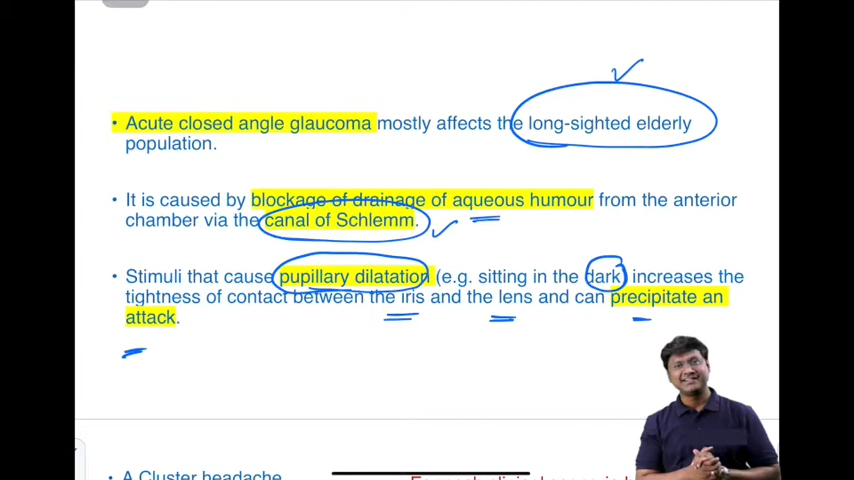 • Acute closed angle glaucoma mostly affects the long-sighted elderly
population.
• It is caused by blockage of drainage of aqueous humour from the anterior
chamber via the canal of Schlemm.
• Stimuli that cause pupillary dilatation (e.g. sitting in the dark) increases the
tightness of contact between the iris and the lens and can precipitate an
attack.
• A Cluster headache